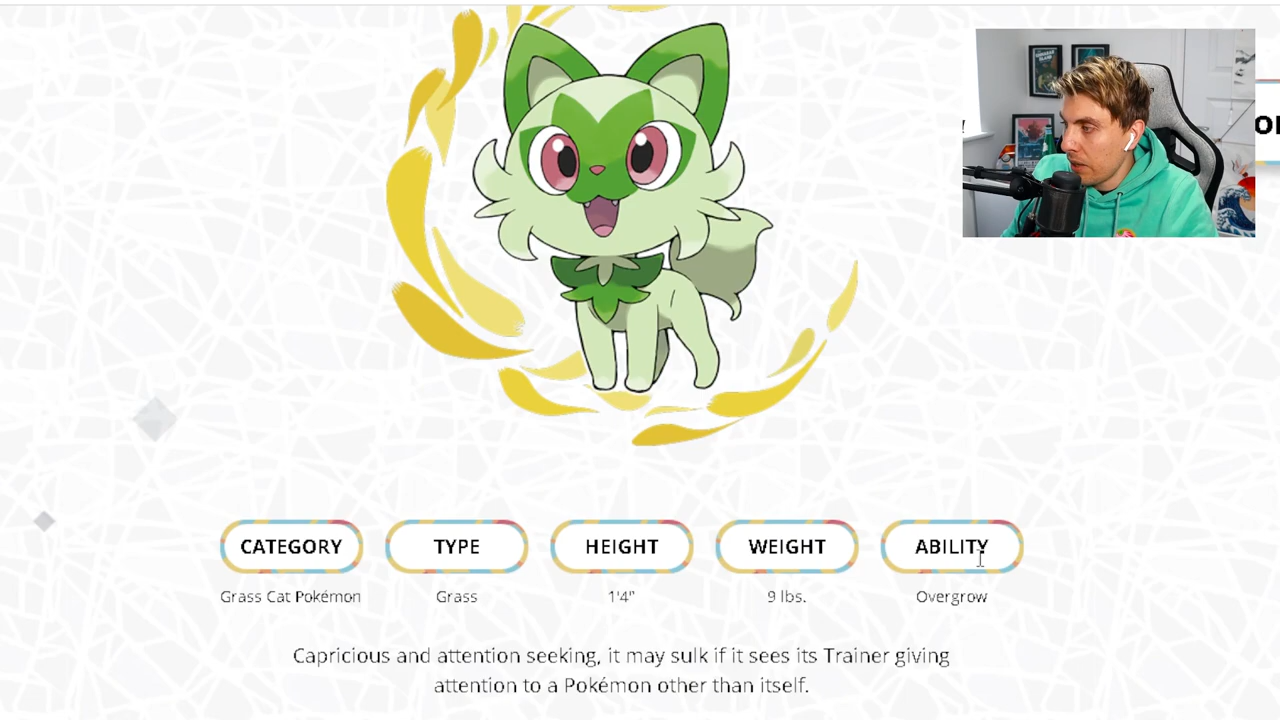 CATEGORY TYPE HEIGHT WEIGHT ABILITY
Grass Cat Pokémon Grass 1'4" 9 lbs. Overgrow
Capricious and attention seeking, it may sulk if it sees its Trainer giving
attention to a Pokémon other than itself.